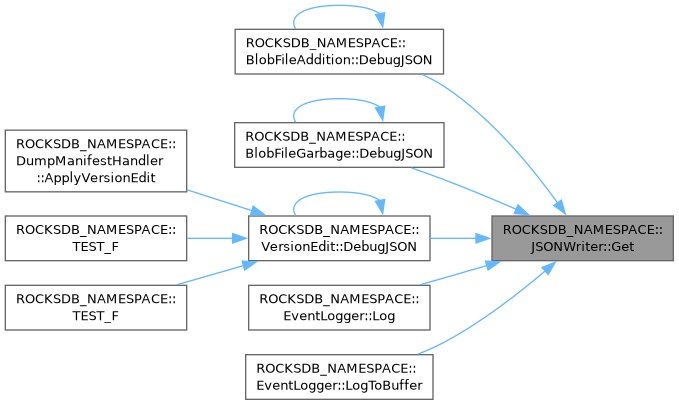 ROCKSDB_NAMESPACE::
BlobFileAddition::DebugJSON
ROCKSDB_NAMESPACE::
BlobFileGarbage::DebugJSON
ROCKSDB_NAMESPACE::
DumpManifestHandler
::ApplyVersionEdit
ROCKSDB_NAMESPACE::
TEST_F
ROCKSDB_NAMESPACE::
VersionEdit::DebugJSON
ROCKSDB_NAMESPACE::
JSONWriter::Get
ROCKSDB_NAMESPACE::
TEST_F
ROCKSDB_NAMESPACE::
EventLogger::Log
ROCKSDB_NAMESPACE::
EventLogger::LogToBuffer